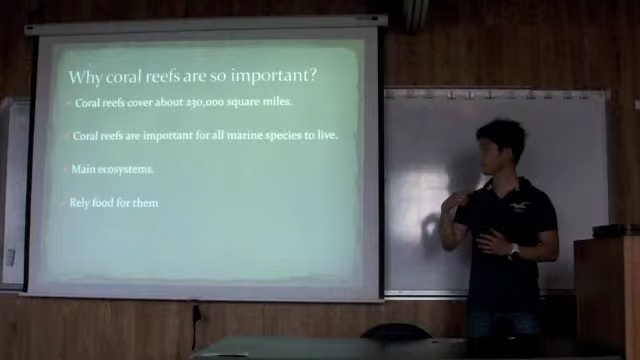 Why coral reefs are so important?
Coral reefs cover about 230,000 square miles.
Coral reefs are important for all marine species to live.
Main ecosystems.
Rely food for them